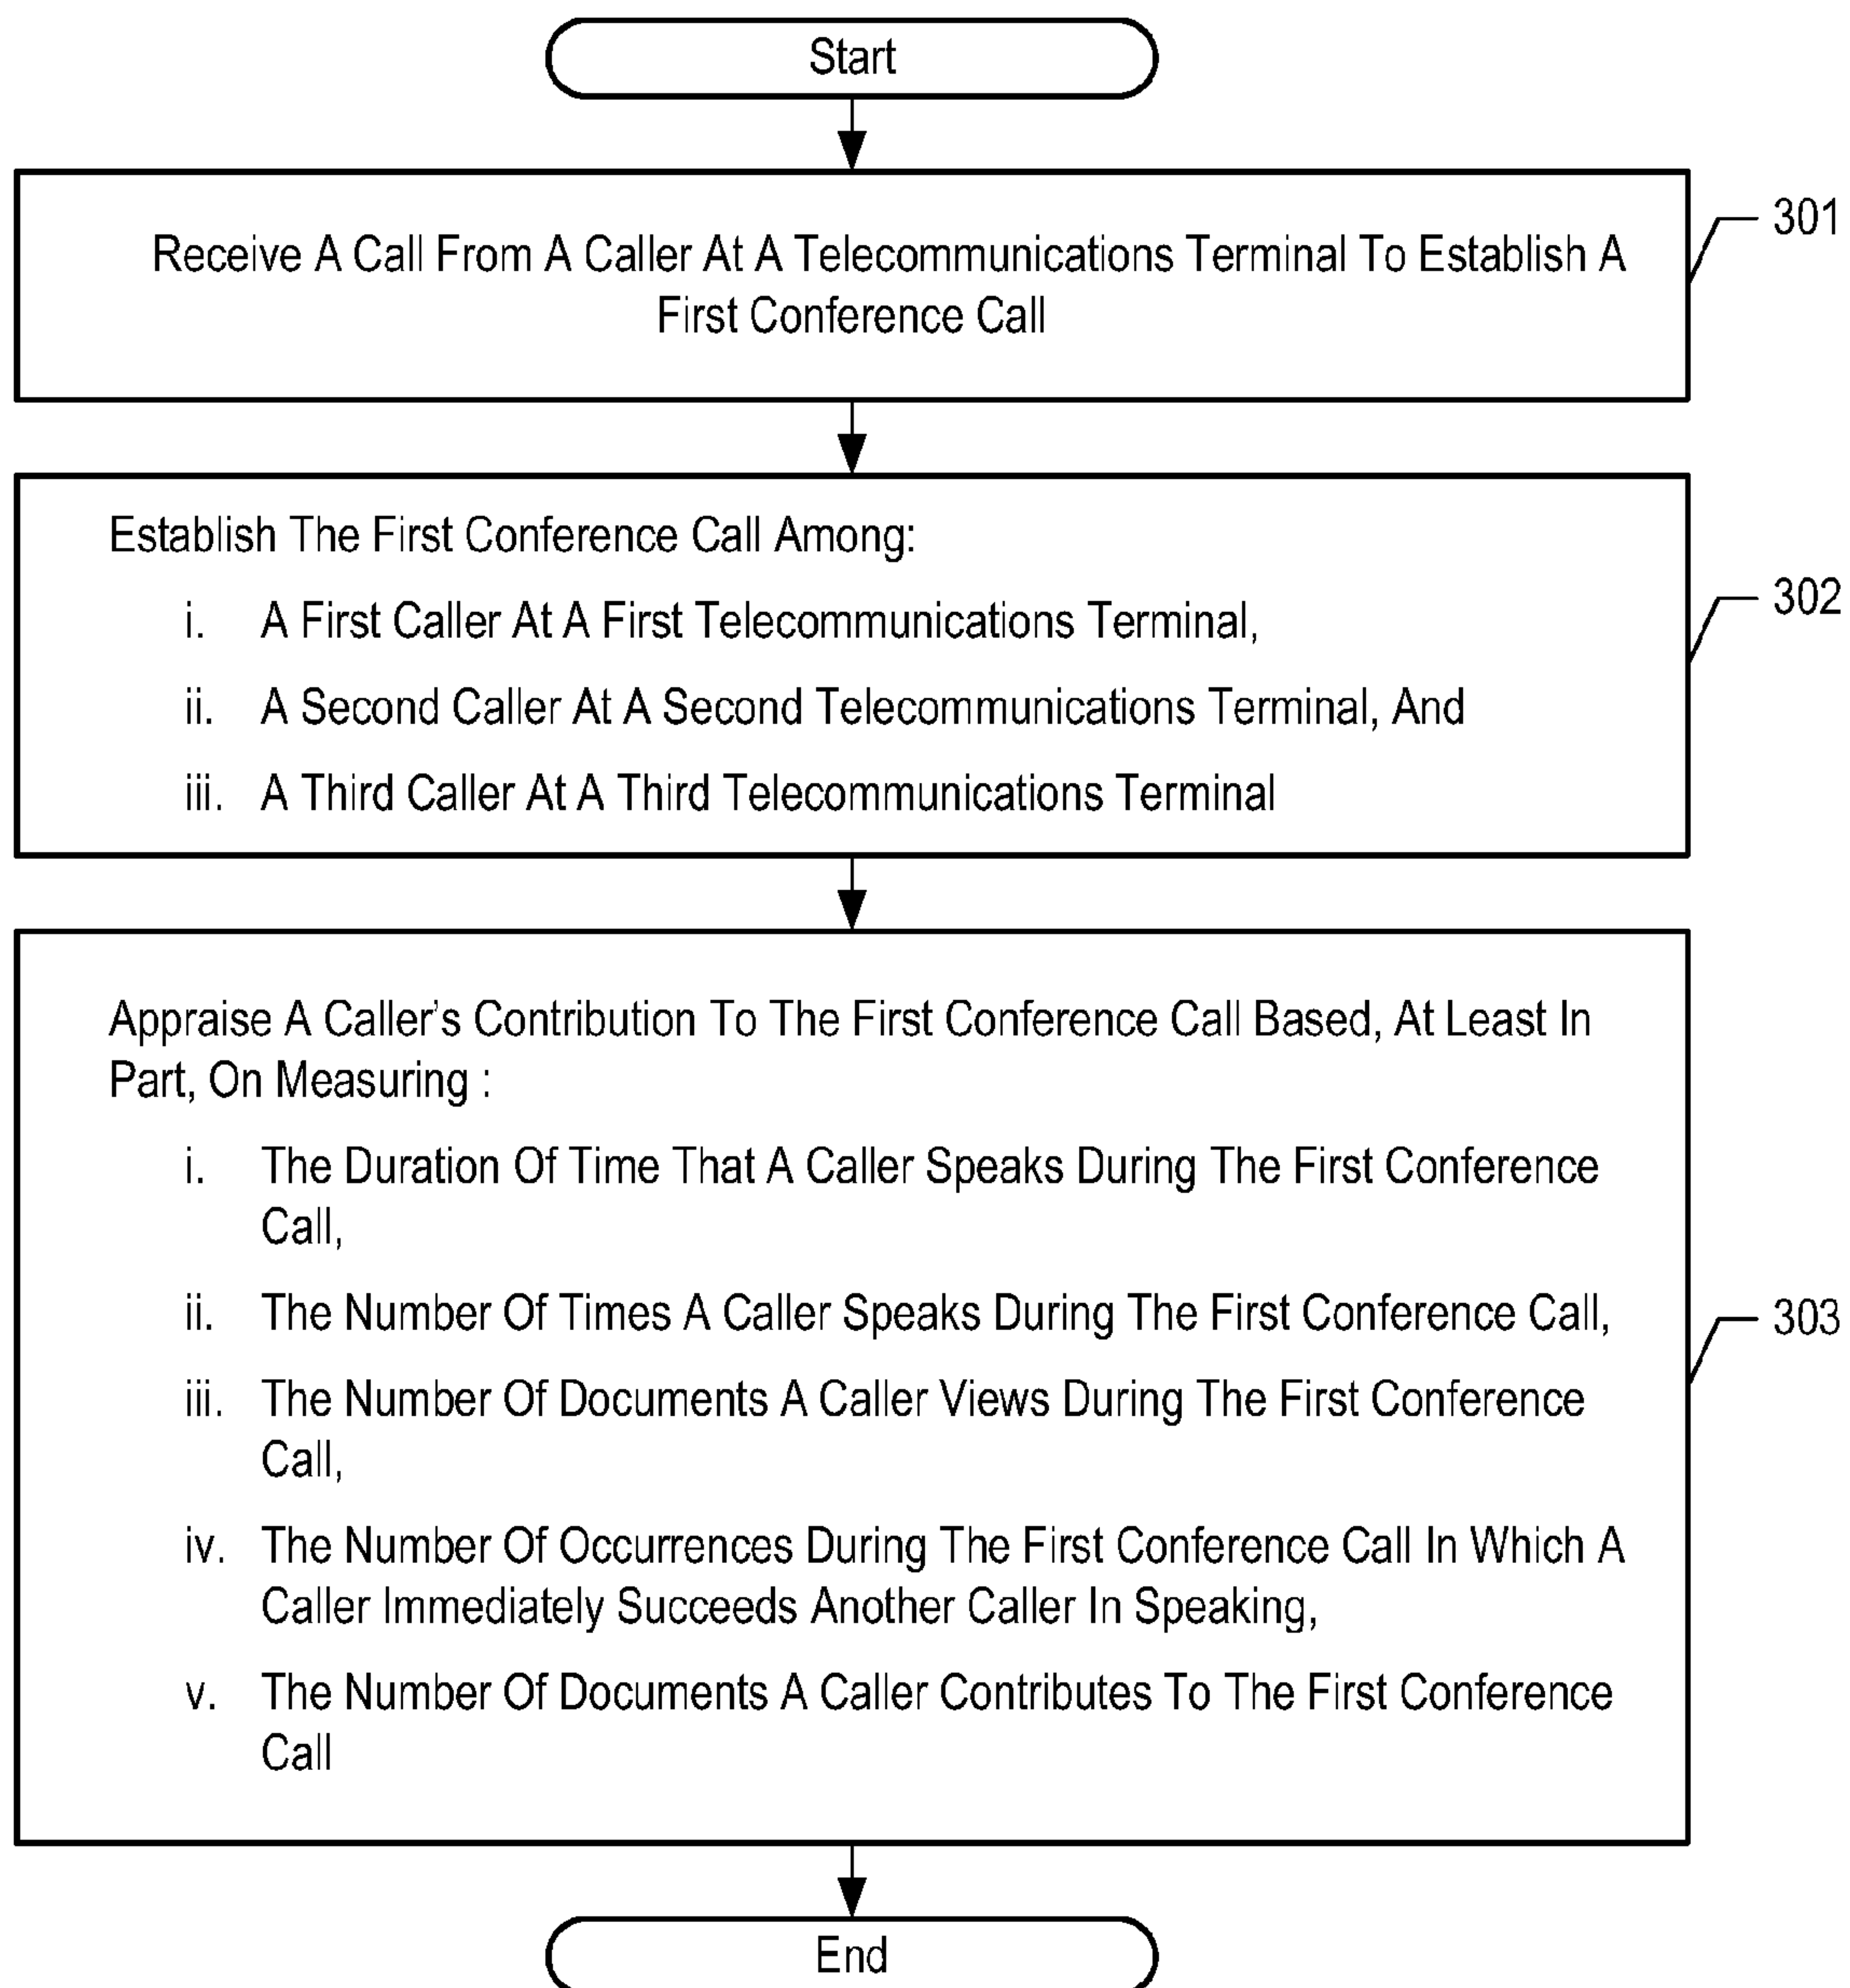 Start
Receive A Call From A Caller At A Telecommunications Terminal To Establish A
First Conference Call
301
Establish The First Conference Call Among:
i. A First Caller At A First Telecommunications Terminal,
ii. A Second Caller At A Second Telecommunications Terminal, And
iii. A Third Caller At A Third Telecommunications Terminal
302
Appraise A Caller's Contribution To The First Conference Call Based, At Least In
Part, On Measuring :
i. The Duration Of Time That A Caller Speaks During The First Conference
Call,
ii. The Number Of Times A Caller Speaks During The First Conference Call,
iii. The Number Of Documents A Caller Views During The First Conference
Call,
iv. The Number Of Occurrences During The First Conference Call In Which A
Caller Immediately Succeeds Another Caller In Speaking,
v. The Number Of Documents A Caller Contributes To The First Conference
Call
303
End